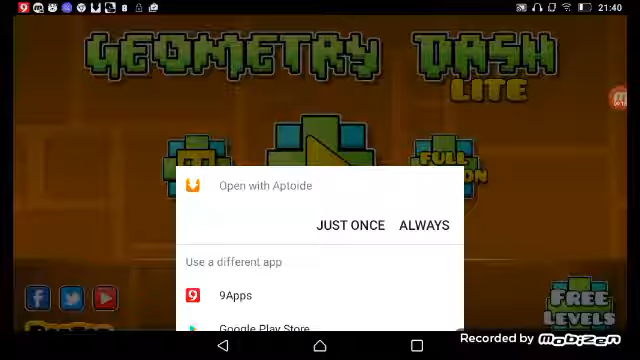 21:40
GEOMETRY DASH
LITE
FULL
Open with Aptoide
JUST ONCE ALWAYS
Use a different app
9Apps
Google Play Store
FREE
LEVELS
Recorded by MOBIZEN